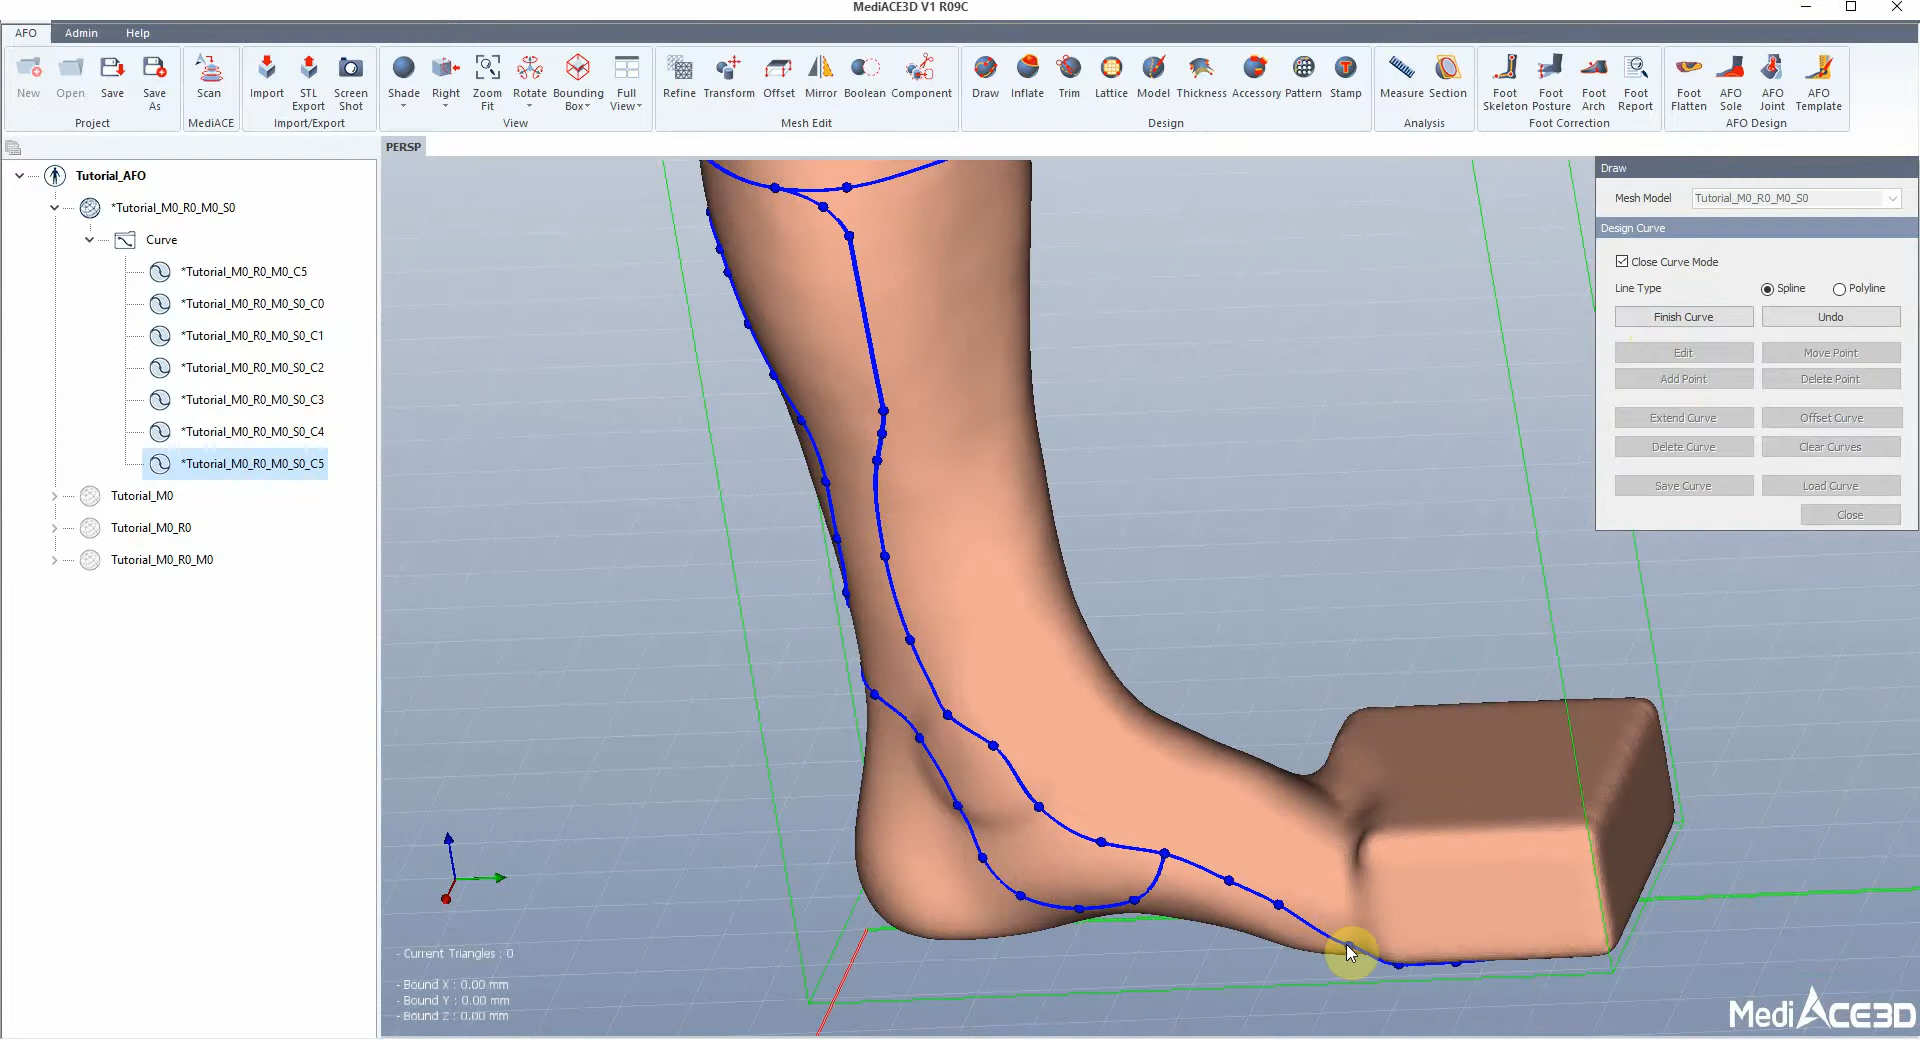 MediACE3D V1 R09C
AFO Admin Help
New Open Save Save As
Project
Scan
MediACE
Import STL Export Screen Shot
Import/Export
Shade Right Zoom Fit Rotate Bounding Box Full View
View
Refine Transform Offset Mirror Boolean Component
Mesh Edit
Draw Inflate Trim Lattice Model Thickness Accessory Pattern Stamp
Design
Measure Section
Analysis
Foot Skeleton Foot Posture Foot Arch Foot Report
Foot Correction
Foot Flatten AFO Sole AFO Joint AFO Template
AFO Design
PERSP
Tutorial_AFO
*Tutorial_M0_R0_M0_S0
Curve
*Tutorial_M0_R0_M0_C5
*Tutorial_M0_R0_M0_S0_C0
*Tutorial_M0_R0_M0_S0_C1
*Tutorial_M0_R0_M0_S0_C2
*Tutorial_M0_R0_M0_S0_C3
*Tutorial_M0_R0_M0_S0_C4
*Tutorial_M0_R0_M0_S0_C5
Tutorial_M0
Tutorial_M0_R0
Tutorial_M0_R0_M0
Draw
Mesh Model Tutorial_M0_R0_M0_S0
Design Curve
Close Curve Mode
Line Type Spline Polyline
Finish Curve Undo
Edit Move Point
Add Point Delete Point
Extend Curve Offset Curve
Delete Curve Clear Curves
Save Curve Load Curve
Close
- Current Triangles : 0
- Bound X : 0.00 mm
- Bound Y : 0.00 mm
- Bound Z : 0.00 mm
MediACE3D